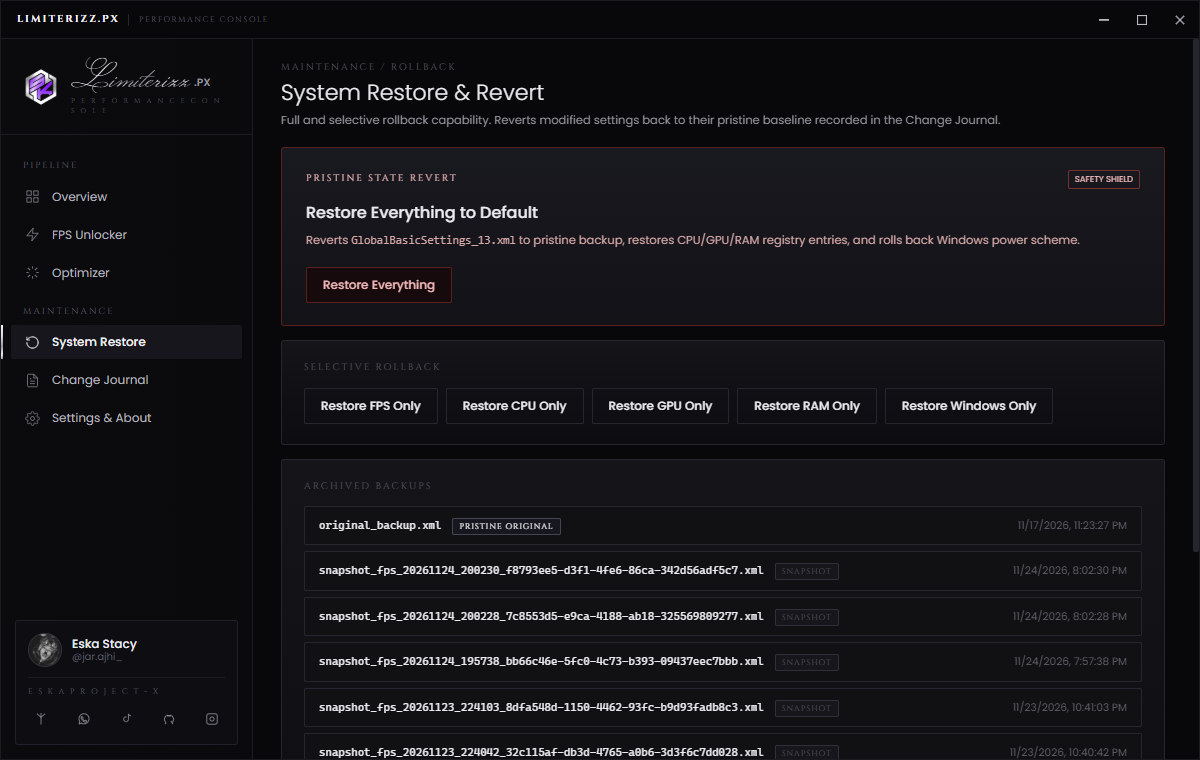 LIMITERIZZ.PX | PERFORMANCE CONSOLE
Limiterizz .PX
PERFORMANCECON
SOLE
PIPELINE
Overview
FPS Unlocker
Optimizer
MAINTENANCE
System Restore
Change Journal
Settings & About
Eska Stacy
@jar.ajhi_
ESKAPROJECT-X
MAINTENANCE / ROLLBACK
System Restore & Revert
Full and selective rollback capability. Reverts modified settings back to their pristine baseline recorded in the Change Journal.
PRISTINE STATE REVERT
SAFETY SHIELD
Restore Everything to Default
Reverts GlobalBasicSettings_13.xml to pristine backup, restores CPU/GPU/RAM registry entries, and rolls back Windows power scheme.
Restore Everything
SELECTIVE ROLLBACK
Restore FPS Only
Restore CPU Only
Restore GPU Only
Restore RAM Only
Restore Windows Only
ARCHIVED BACKUPS
original_backup.xml PRISTINE ORIGINAL 11/17/2026, 11:23:27 PM
snapshot_fps_20261124_200230_f8793ee5-d3f1-4fe6-86ca-342d56adf5c7.xml SNAPSHOT 11/24/2026, 8:02:30 PM
snapshot_fps_20261124_200228_7c8553d5-e9ca-4188-ab18-325569809277.xml SNAPSHOT 11/24/2026, 8:02:28 PM
snapshot_fps_20261124_195738_bb66c46e-5fc0-4c73-b393-09437eec7bbb.xml SNAPSHOT 11/24/2026, 7:57:38 PM
snapshot_fps_20261123_224103_8dfa548d-1150-4462-93fc-b9d93fadb8c3.xml SNAPSHOT 11/23/2026, 10:41:03 PM
snapshot_fps_20261123_224042_32c115af-db3d-4765-a0b6-3d3f6c7dd028.xml SNAPSHOT 11/23/2026, 10:40:42 PM